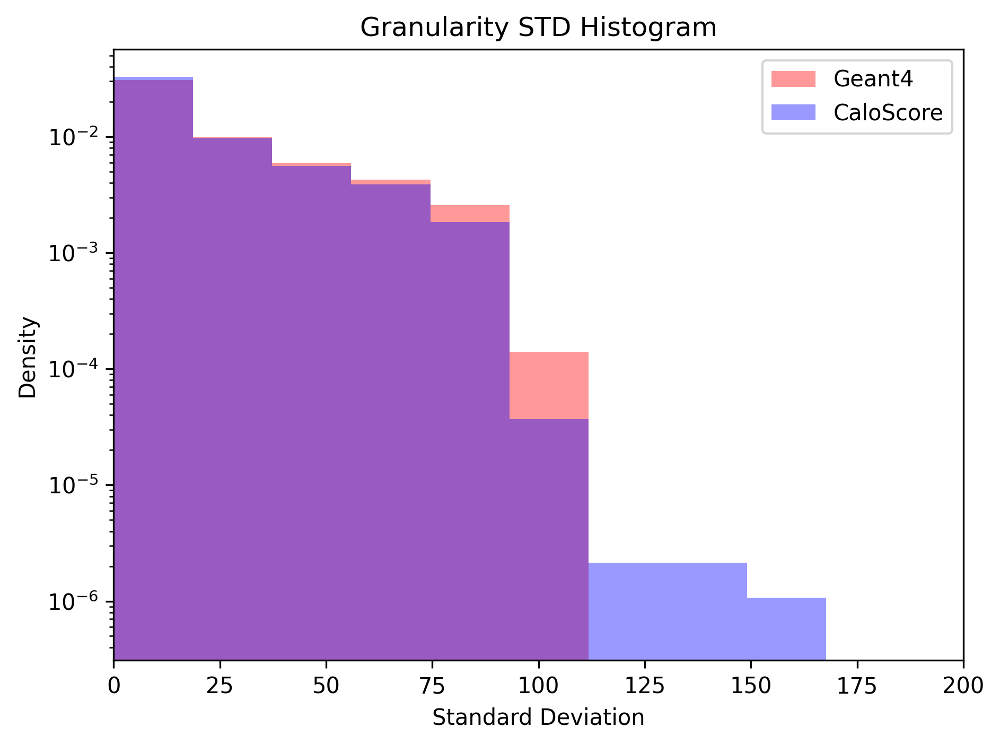 Granularity STD Histogram
Geant4
CaloScore
10⁻²
10⁻³
10⁻⁴
10⁻⁵
10⁻⁶
Density
0 25 50 75 100 125 150 175 200
Standard Deviation